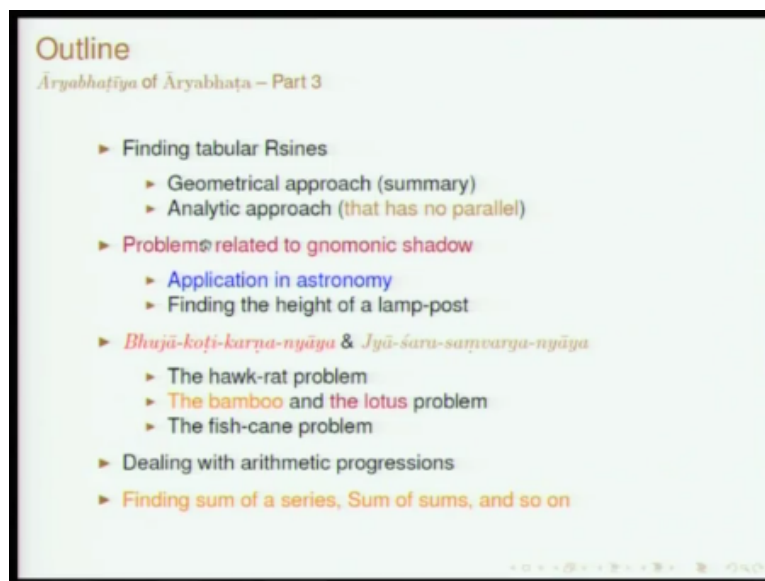 Outline
Āryabhaṭīya of Āryabhaṭa – Part 3
► Finding tabular Rsines
► Geometrical approach (summary)
► Analytic approach (that has no parallel)
► Problems related to gnomonic shadow
► Application in astronomy
► Finding the height of a lamp-post
► Bhujā-koṭi-karṇa-nyāya & Jyā-śara-saṃvarga-nyāya
► The hawk-rat problem
► The bamboo and the lotus problem
► The fish-cane problem
► Dealing with arithmetic progressions
► Finding sum of a series, Sum of sums, and so on